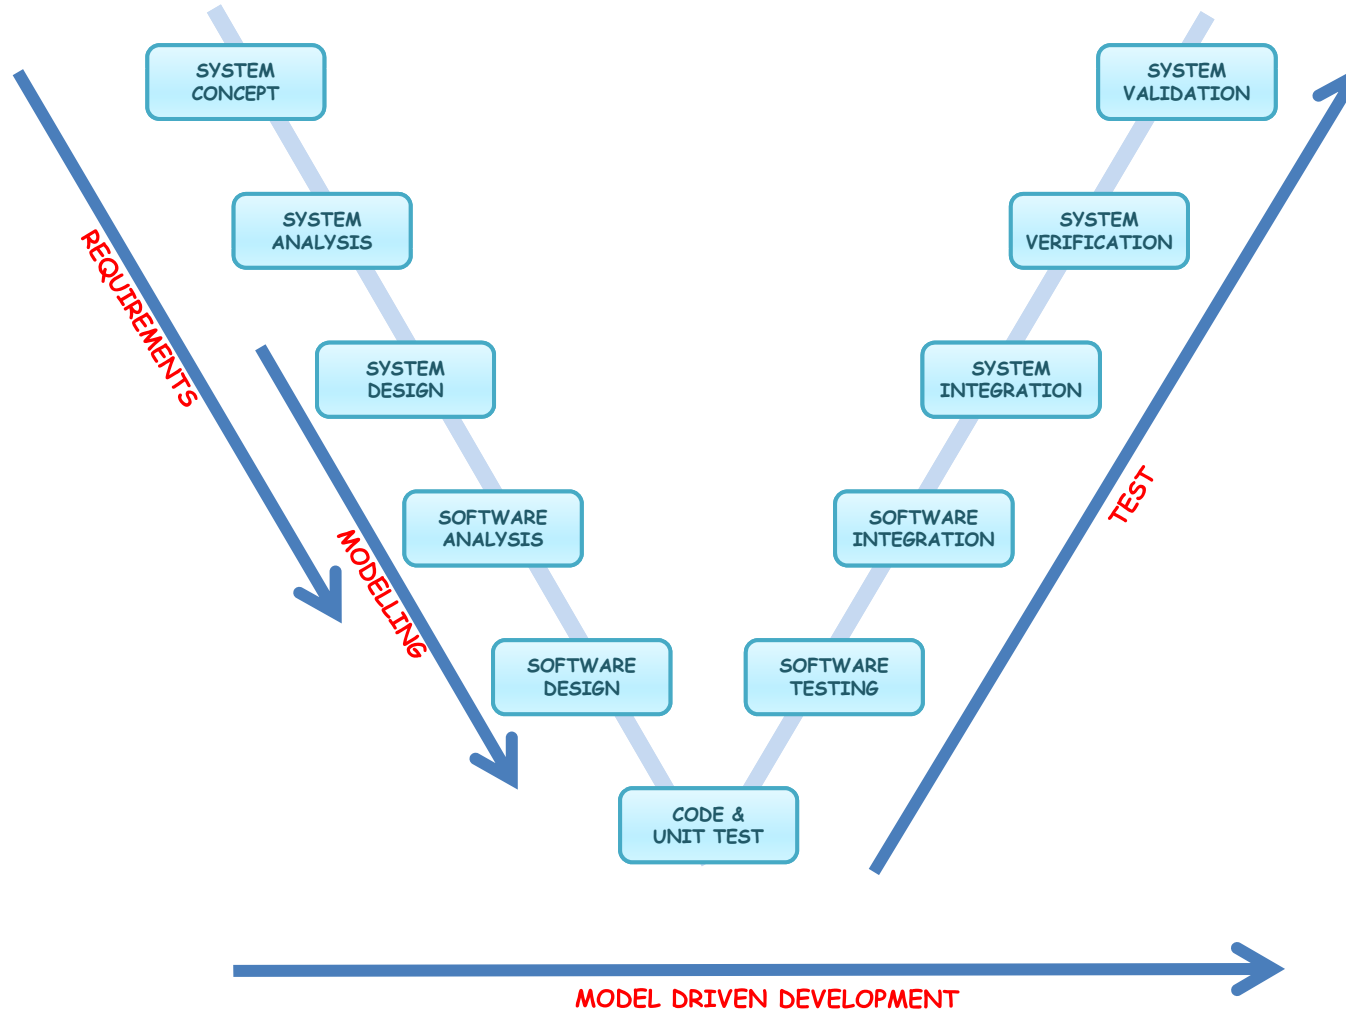 SYSTEM
CONCEPT
SYSTEM
VALIDATION
SYSTEM
ANALYSIS
SYSTEM
VERIFICATION
REQUIREMENTS
SYSTEM
DESIGN
SYSTEM
INTEGRATION
SOFTWARE
ANALYSIS
SOFTWARE
INTEGRATION
TEST
MODELLING
SOFTWARE
DESIGN
SOFTWARE
TESTING
CODE &
UNIT TEST
MODEL DRIVEN DEVELOPMENT